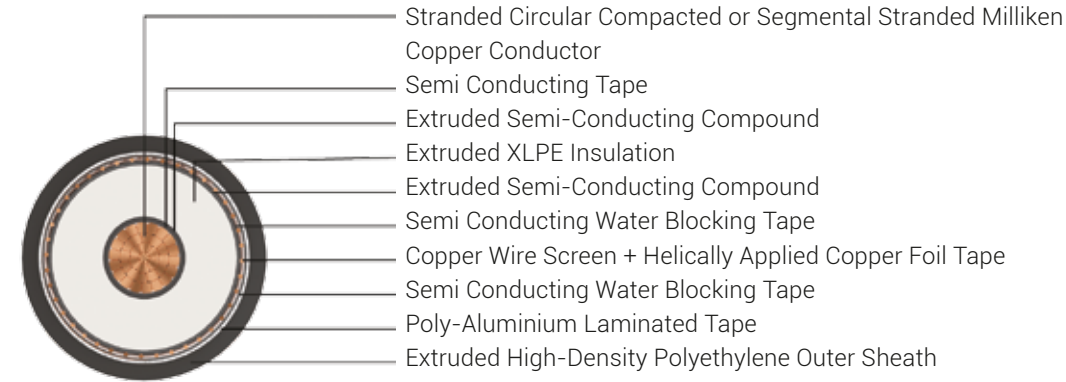 Stranded Circular Compacted or Segmental Stranded Milliken
Copper Conductor
Semi Conducting Tape
Extruded Semi-Conducting Compound
Extruded XLPE Insulation
Extruded Semi-Conducting Compound
Semi Conducting Water Blocking Tape
Copper Wire Screen + Helically Applied Copper Foil Tape
Semi Conducting Water Blocking Tape
Poly-Aluminium Laminated Tape
Extruded High-Density Polyethylene Outer Sheath